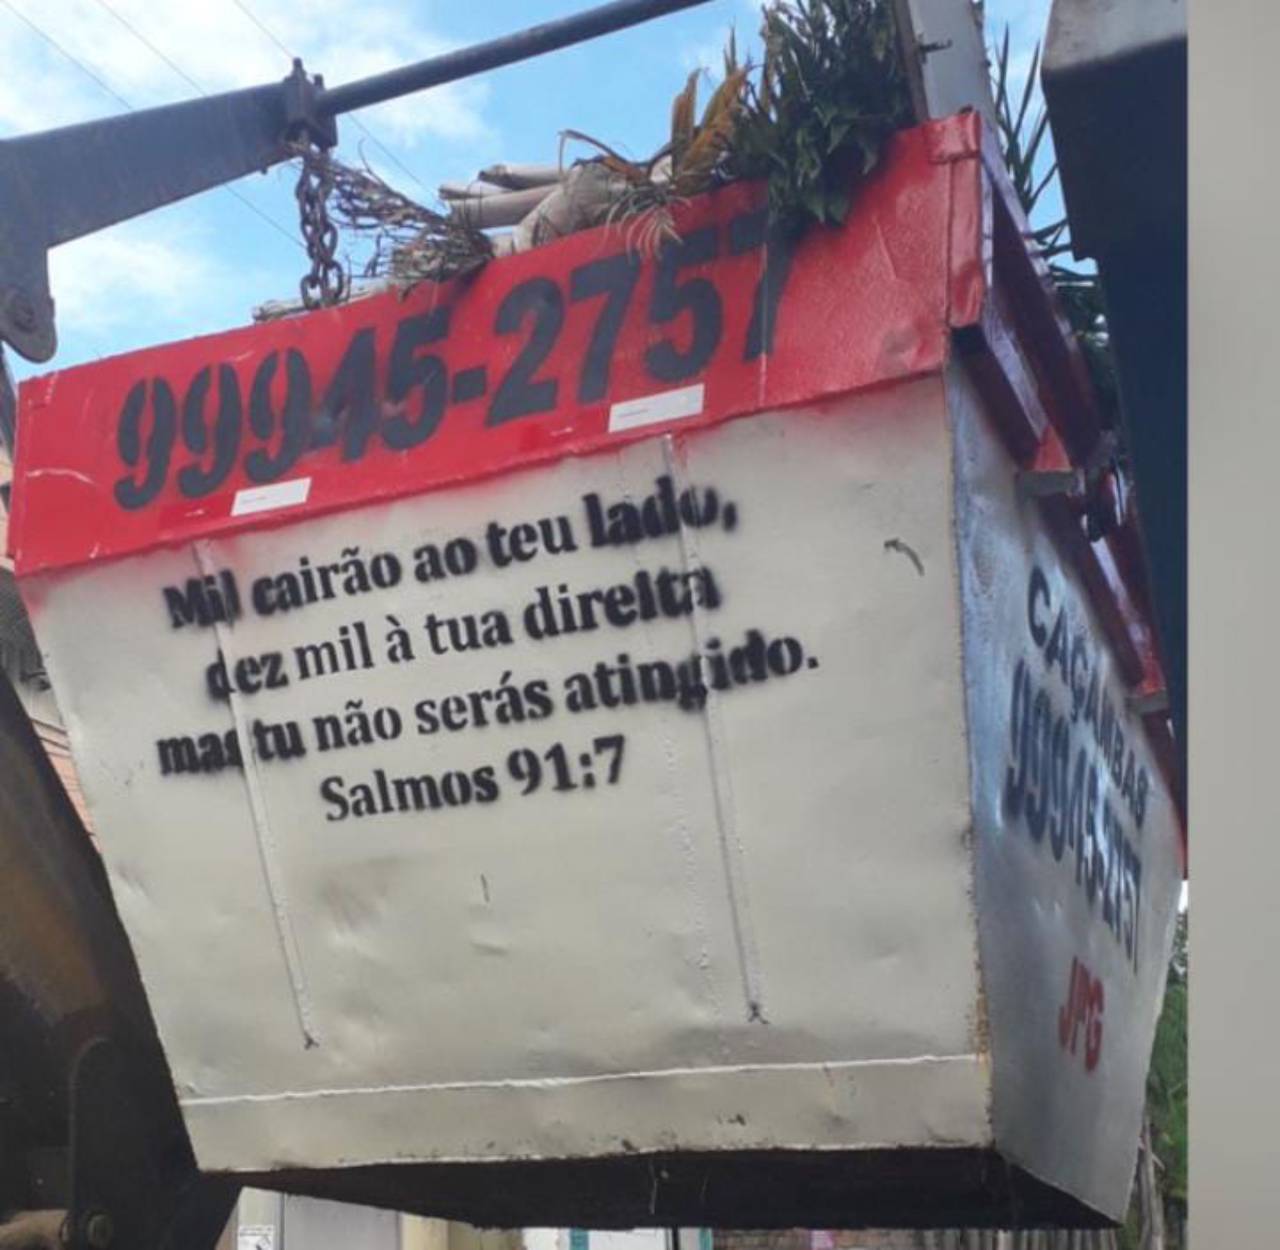 99945-2757
Mil cairão ao teu lado,
dez mil à tua direita
mas tu não serás atingido.
Salmos 91:7
CAÇAMBAS
99945-2757
JPG